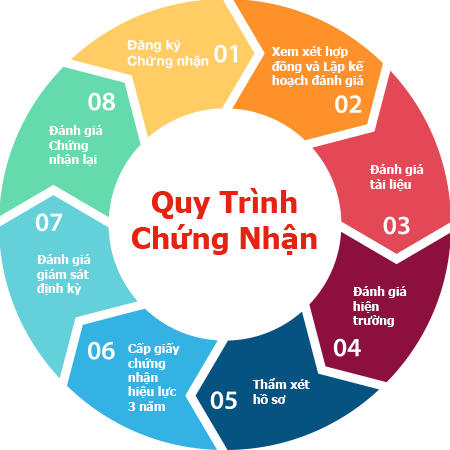 Quy Trình
Chứng Nhận
Đăng ký
Chứng nhận
01
Xem xét hợp
đông và Lập kế
hoạch đánh giá
02
Đánh giá
tài liệu
03
Đánh giá
hiện
trường
04
Thẩm xét
hồ sơ
05
Cấp giấy
chứng
nhận
hiệu lực
3 năm
06
Đánh giá
giám sát
định kỳ
07
Đánh giá
Chứng
nhận lại
08